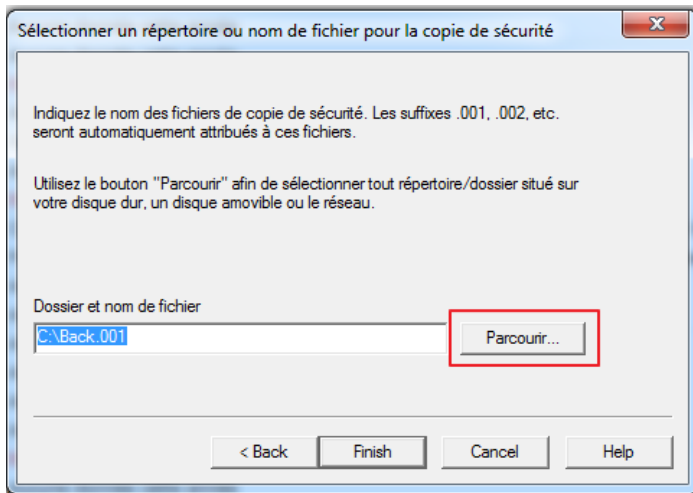 Sélectionner un répertoire ou nom de fichier pour la copie de sécurité
Indiquez le nom des fichiers de copie de sécurité. Les suffixes .001, .002, etc.
seront automatiquement attribués à ces fichiers.
Utilisez le bouton "Parcourir" afin de sélectionner tout répertoire/dossier situé sur
votre disque dur, un disque amovible ou le réseau.
Dossier et nom de fichier
C:\Back.001
Parcourir...
< Back
Finish
Cancel
Help